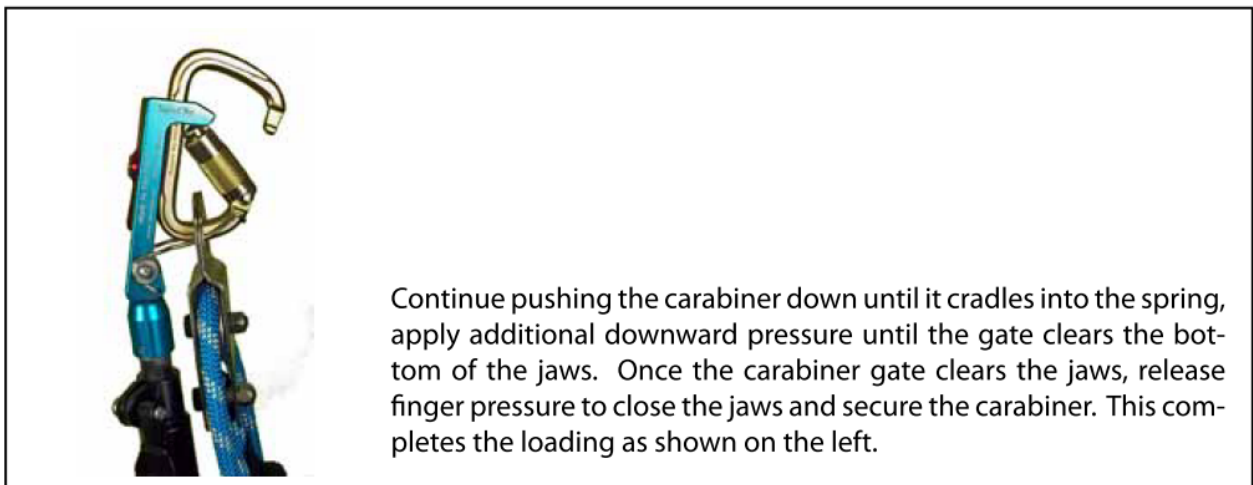 Continue pushing the carabiner down until it cradles into the spring,
apply additional downward pressure until the gate clears the bot-
tom of the jaws.  Once the carabiner gate clears the jaws, release
finger pressure to close the jaws and secure the carabiner. This com-
pletes the loading as shown on the left.